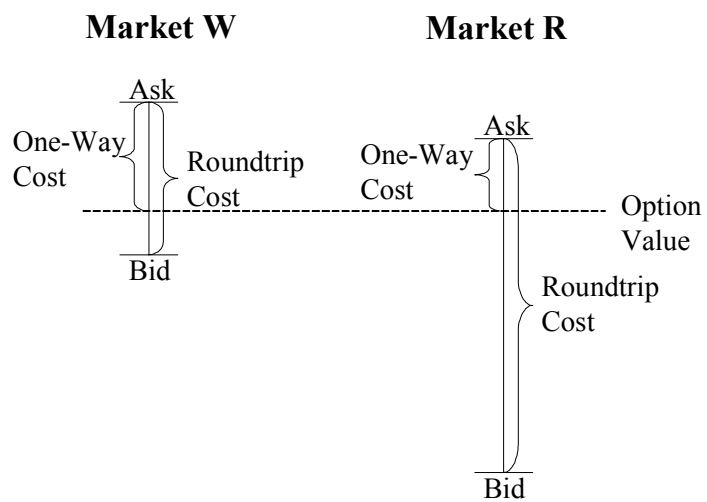 Market W
Market R
Ask
One-Way
Cost
Roundtrip
Cost
Bid
Ask
One-Way
Cost
Option
Value
Roundtrip
Cost
Bid